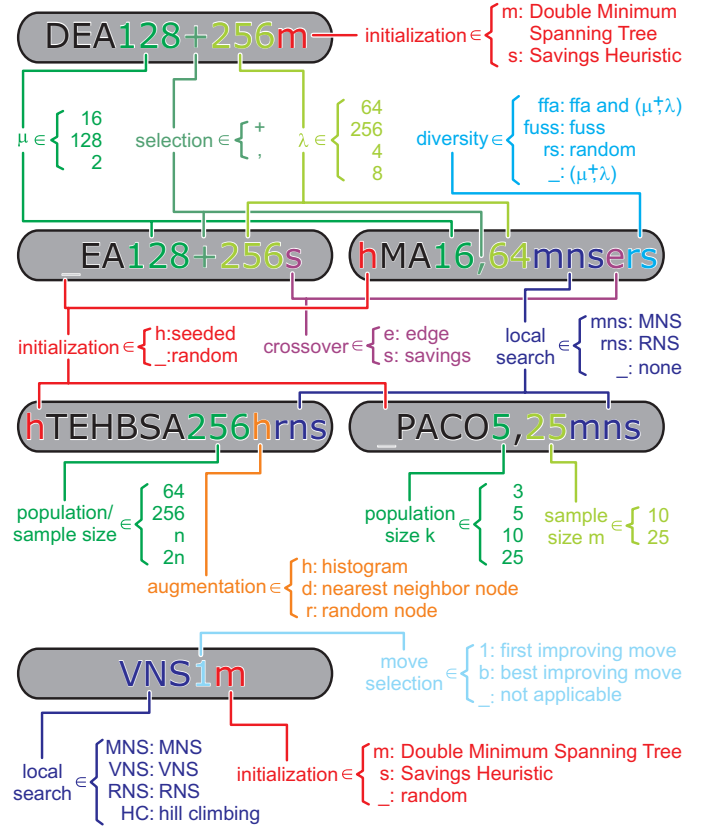 DEA128+256m
initialization ∈
m: Double Minimum
Spanning Tree
s: Savings Heuristic
μ ∈
16
128
2
selection ∈
+
,
λ ∈
64
256
4
8
diversity ∈
ffa: ffa and (μ⁺,λ)
fuss: fuss
rs: random
_: (μ⁺,λ)
_EA128+256s
hMA16,64mnsers
initialization ∈
h:seeded
_:random
crossover ∈
e: edge
s: savings
local
search ∈
mns: MNS
rns: RNS
_: none
hTEHBSA256hrns
_PACO5,25mns
population/
sample size ∈
64
256
n
2n
population
size k ∈
3
5
10
25
sample
size m ∈
10
25
augmentation ∈
h: histogram
d: nearest neighbor node
r: random node
VNS1m
move
selection ∈
1: first improving move
b: best improving move
_: not applicable
local
search ∈
MNS: MNS
VNS: VNS
RNS: RNS
HC: hill climbing
initialization ∈
m: Double Minimum Spanning Tree
s: Savings Heuristic
_: random